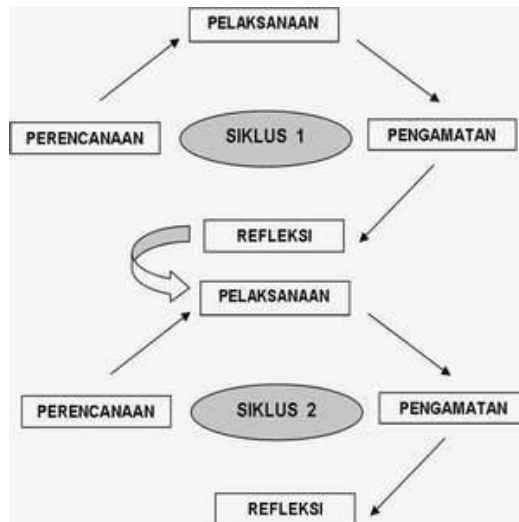 PELAKSANAAN
PERENCANAAN
SIKLUS 1
PENGAMATAN
REFLEKSI
PELAKSANAAN
PERENCANAAN
SIKLUS 2
PENGAMATAN
REFLEKSI